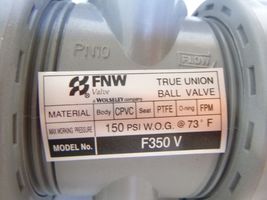 PN10
FLOW
FNW
Valve
A WOLSELEY company
TRUE UNION
BALL VALVE
MATERIAL Body CPVC Seat PTFE O-ring FPM
MAX.WORKING PRESSURE 150 PSI W.O.G. @ 73° F
MODEL No. F350 V